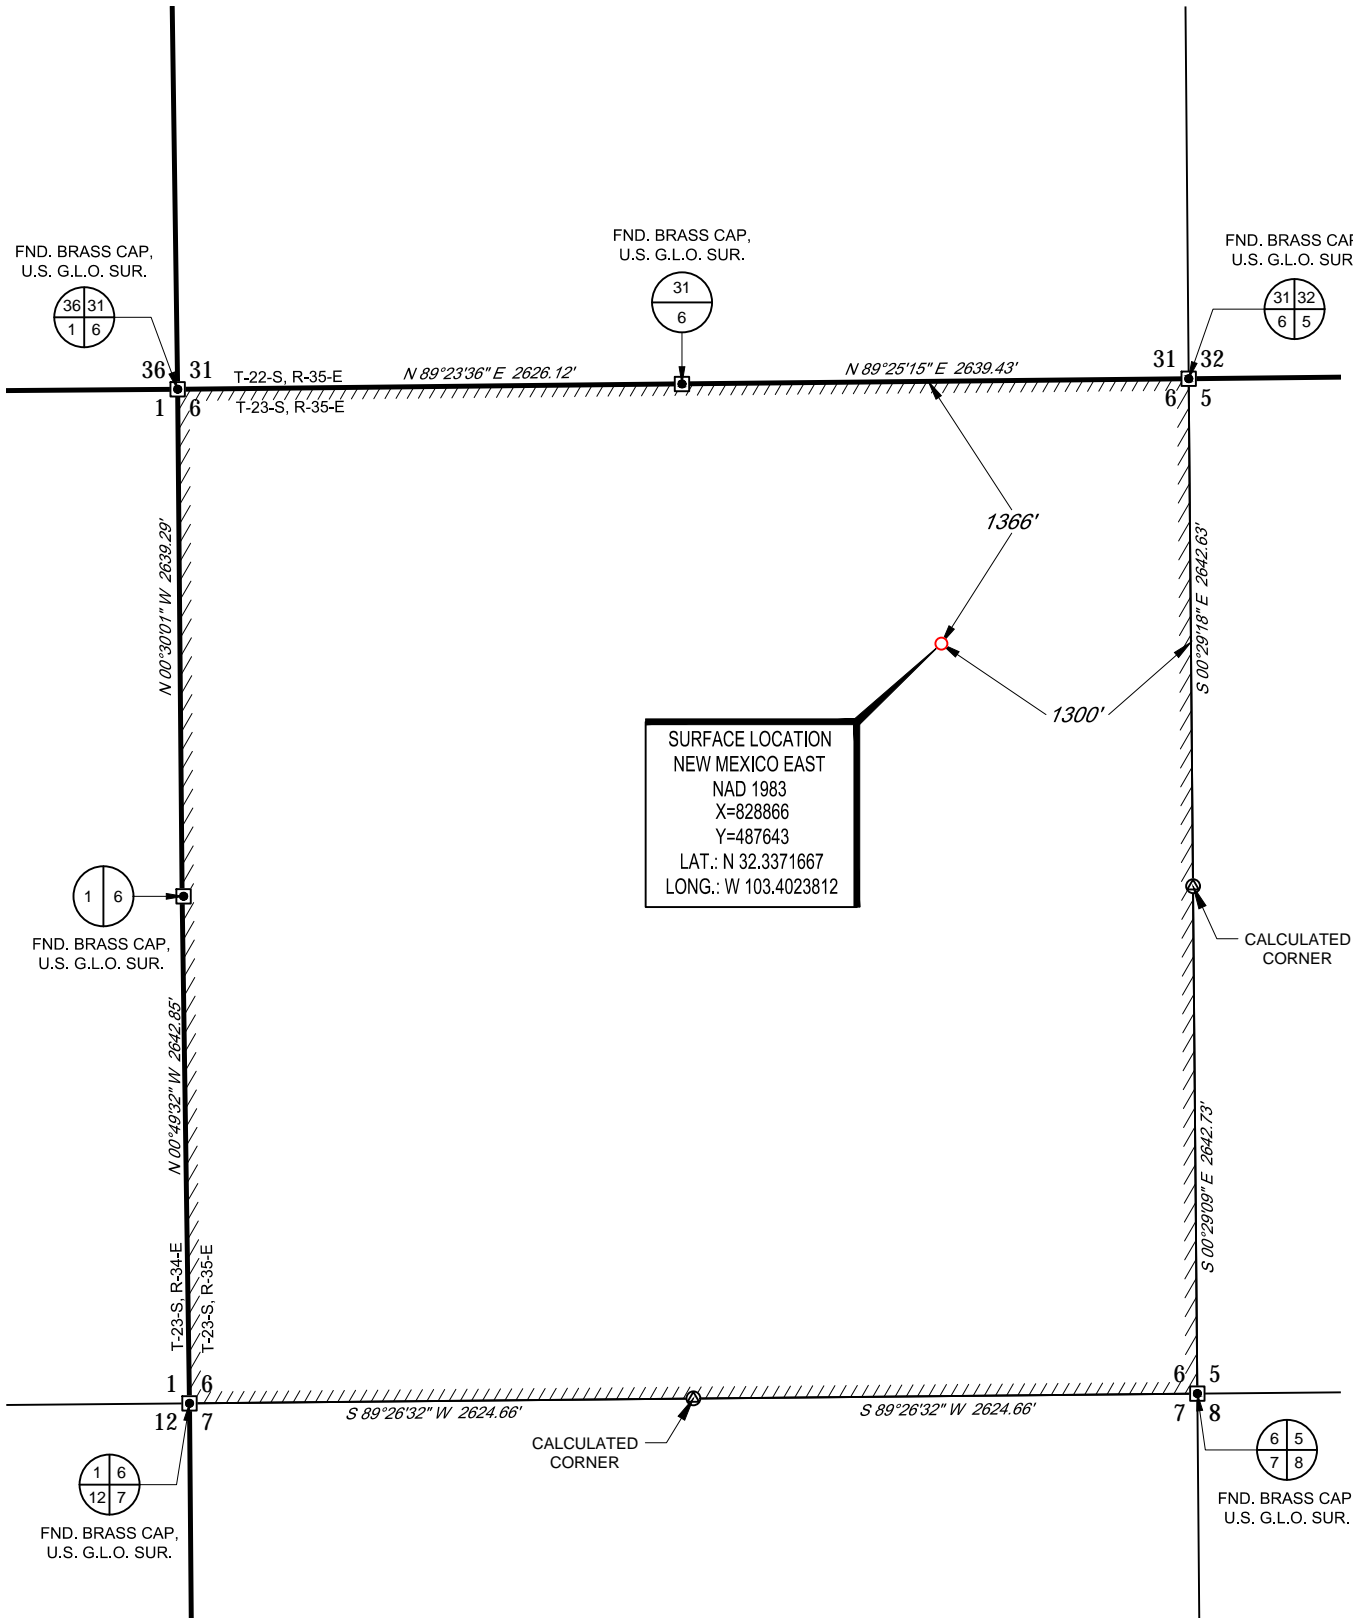 FND. BRASS CAP,
U.S. G.L.O. SUR.
36 31
1 6
FND. BRASS CAP,
U.S. G.L.O. SUR.
31
6
FND. BRASS CAP
U.S. G.L.O. SUR
31 32
6 5
36 31
1 6
T-22-S, R-35-E
T-23-S, R-35-E
N 89°23'36" E 2626.12'
N 89°25'15" E 2639.43'
31 32
6 5
1366'
N 00°30'01" W 2639.29'
S 00°29'18" E 2642.63'
1300'
SURFACE LOCATION
NEW MEXICO EAST
NAD 1983
X=828866
Y=487643
LAT.: N 32.3371667
LONG.: W 103.4023812
1 6
FND. BRASS CAP,
U.S. G.L.O. SUR.
CALCULATED
CORNER
N 00°49'32" W 2642.85'
S 00°29'09" E 2642.73'
T-23-S, R-34-E
T-23-S, R-35-E
1 6
12 7
S 89°26'32" W 2624.66'
S 89°26'32" W 2624.66'
6 5
7 8
CALCULATED
CORNER
1 6
12 7
FND. BRASS CAP,
U.S. G.L.O. SUR.
6 5
7 8
FND. BRASS CAP
U.S. G.L.O. SUR.